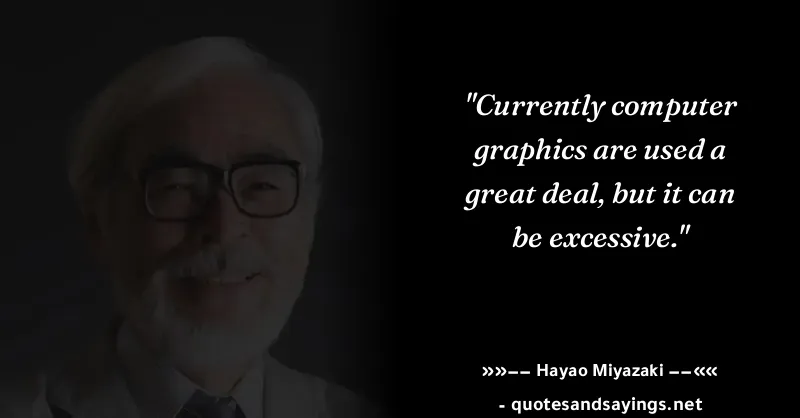 "Currently computer
graphics are used a
great deal, but it can
be excessive."
»»—— Hayao Miyazaki ——««
- quotesandsayings.net